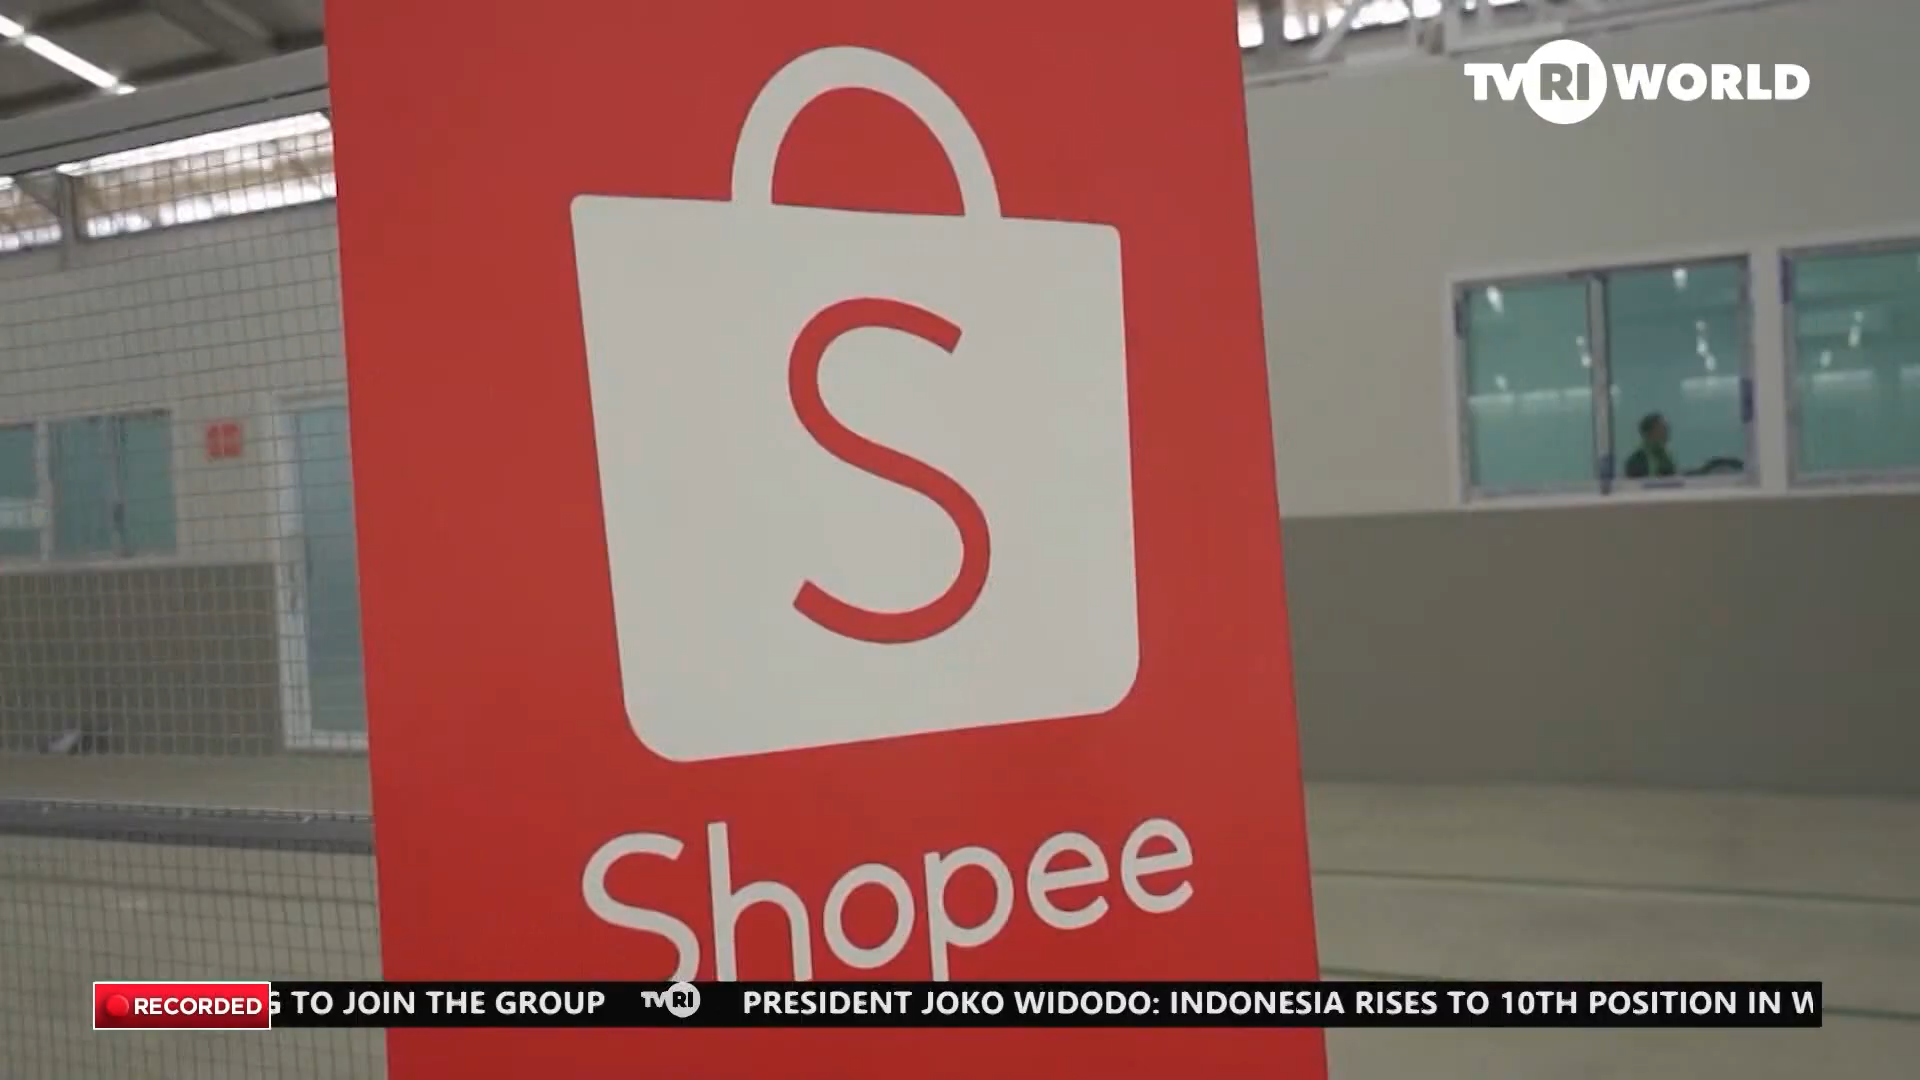 TVRI WORLD
S
Shopee
RECORDED
G TO JOIN THE GROUP TVRI PRESIDENT JOKO WIDODO: INDONESIA RISES TO 10TH POSITION IN W